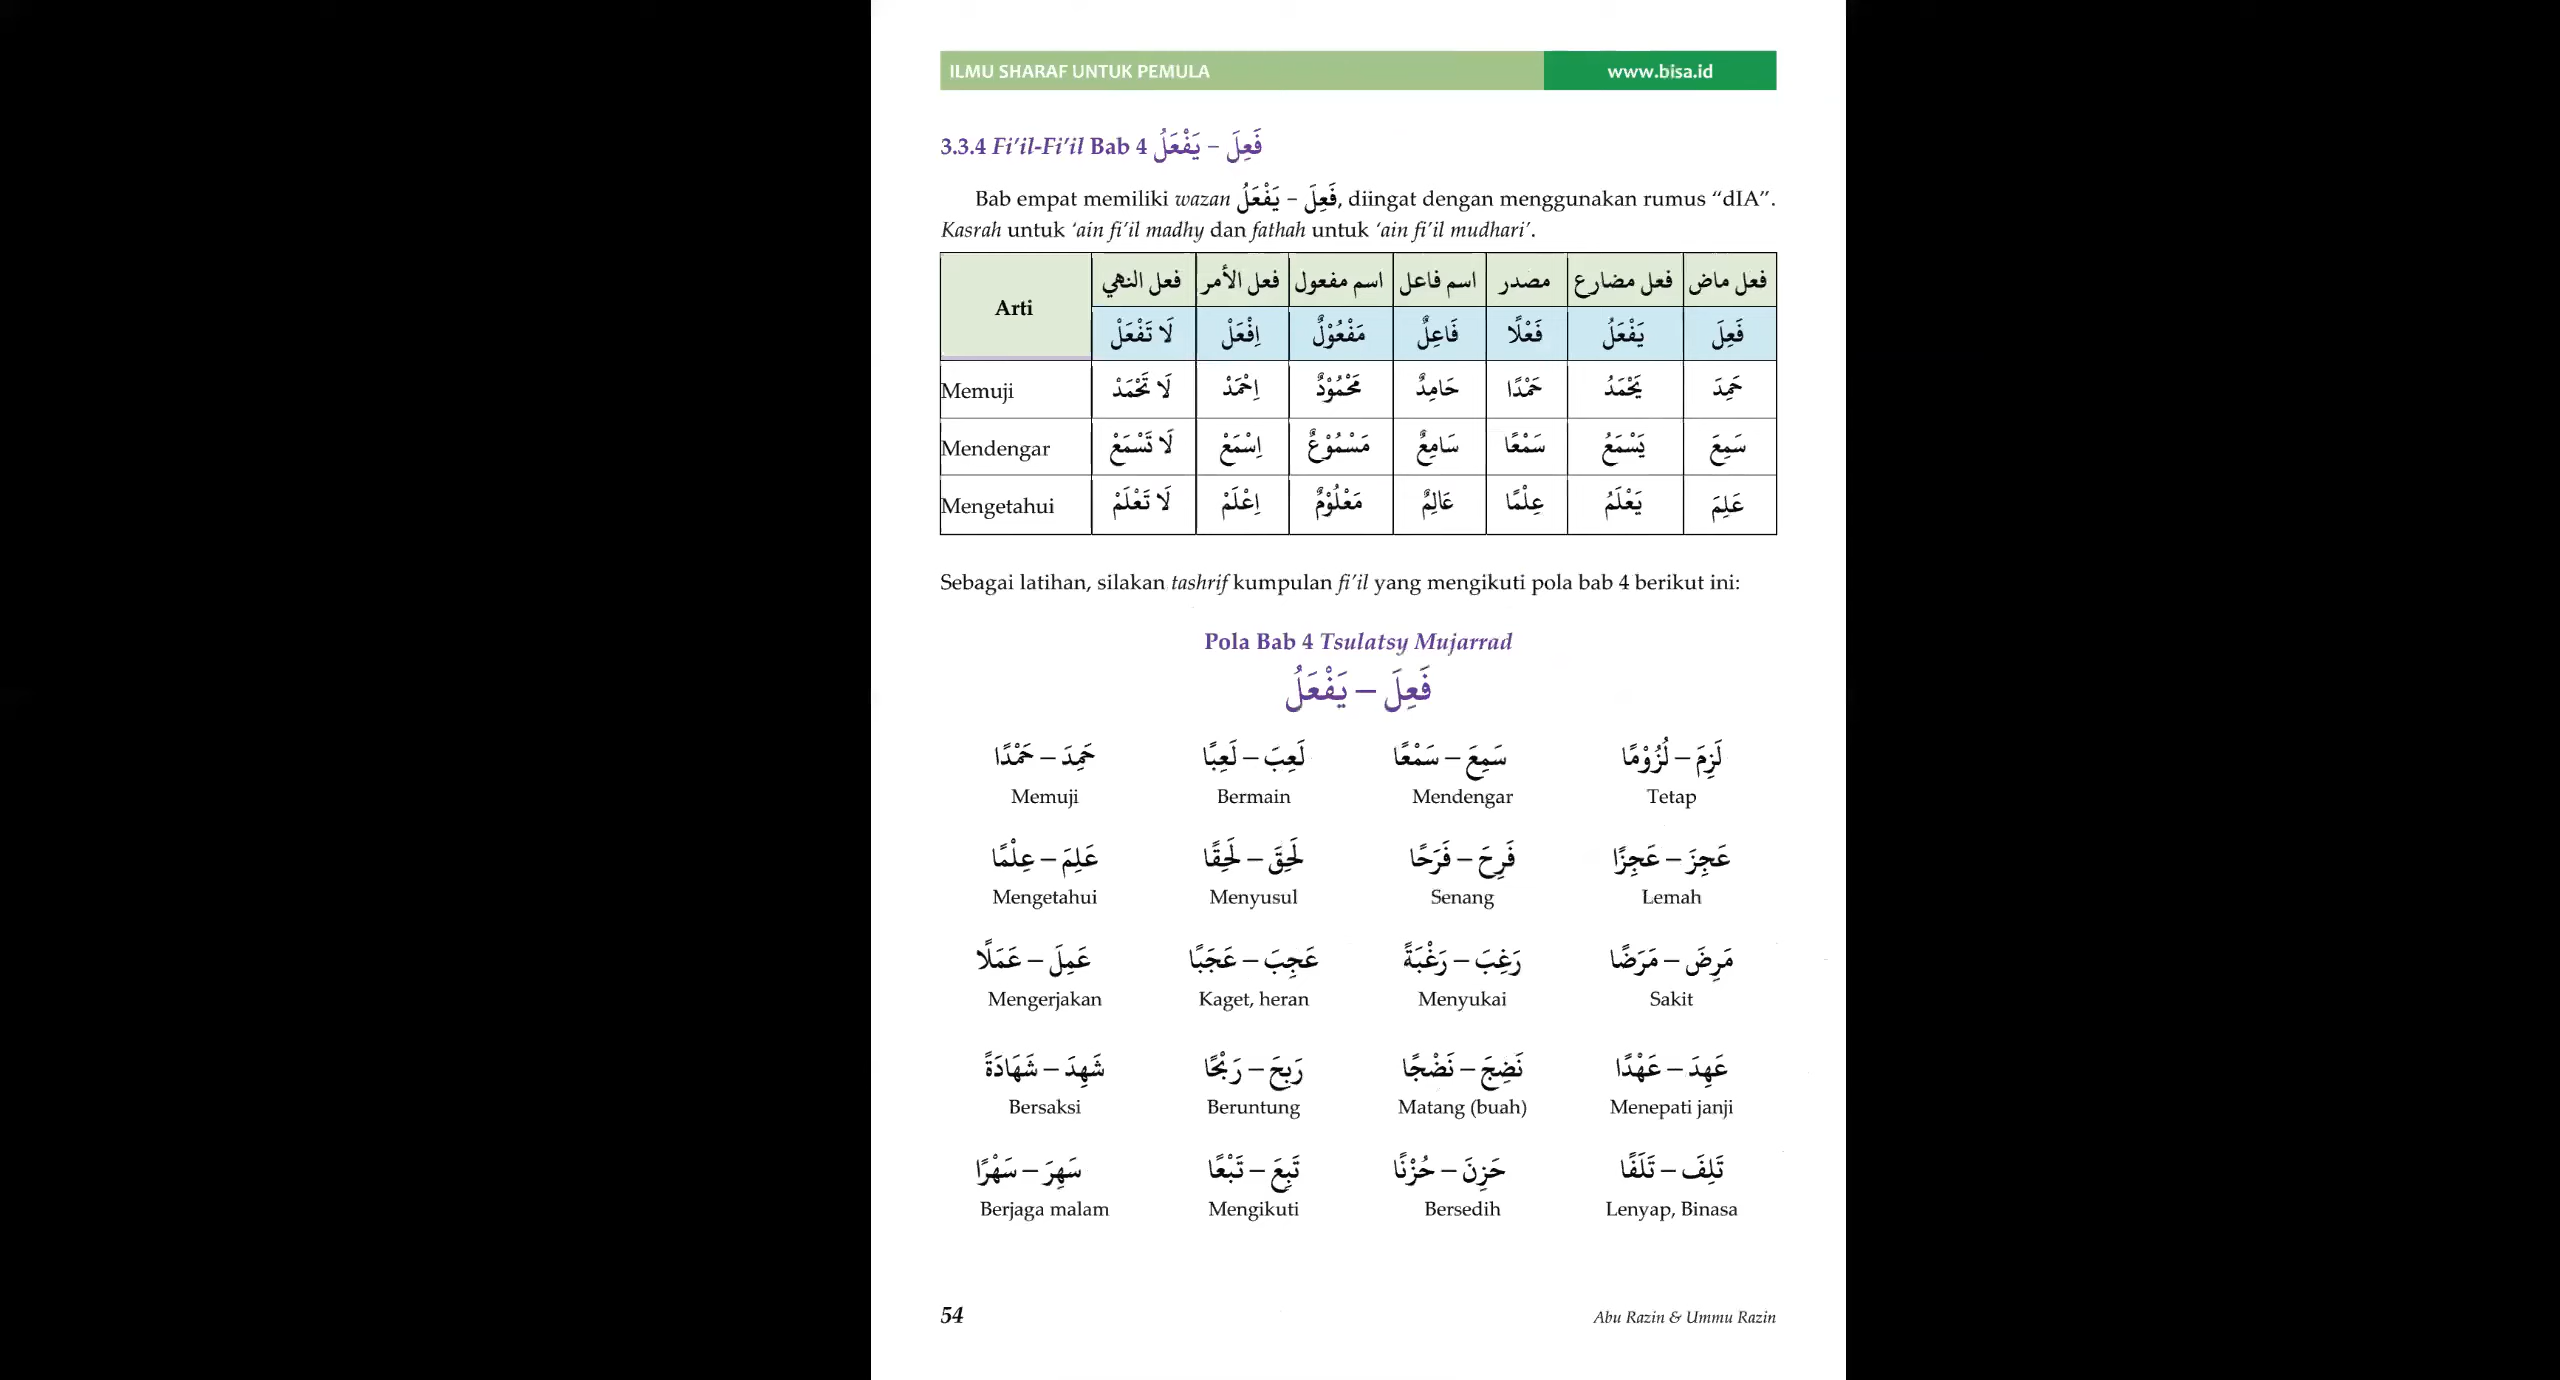 ILMU SHARAF UNTUK PEMULA www.bisa.id
3.3.4 Fi’il-Fi’il Bab 4 فَعِلَ – يَفْعَلُ
Bab empat memiliki wazan فَعِلَ – يَفْعَلُ, diingat dengan menggunakan rumus “dIA”.
Kasrah untuk ‘ain fi’il madhy dan fathah untuk ‘ain fi’il mudhari’.
Arti
فعل ماض فعل مضارع مصدر اسم فاعل اسم مفعول فعل الأمر فعل النهي
فَعِلَ يَفْعَلُ فَعْلًا فَاعِلٌ مَفْعُوْلٌ اِفْعَلْ لَا تَفْعَلْ
حَمِدَ يَحْمَدُ حَمْدًا حَامِدٌ مَحْمُوْدٌ اِحْمَدْ لَا تَحْمَدْ Memuji
سَمِعَ يَسْمَعُ سَمْعًا سَامِعٌ مَسْمُوْعٌ اِسْمَعْ لَا تَسْمَعْ Mendengar
عَلِمَ يَعْلَمُ عِلْمًا عَالِمٌ مَعْلُوْمٌ اِعْلَمْ لَا تَعْلَمْ Mengetahui
Sebagai latihan, silakan tashrif kumpulan fi’il yang mengikuti pola bab 4 berikut ini:
Pola Bab 4 Tsulatsy Mujarrad
فَعِلَ – يَفْعَلُ
لَزِمَ – لُزُوْمًا سَمِعَ – سَمْعًا لَعِبَ – لَعِبًا حَمِدَ – حَمْدًا
Memuji Bermain Mendengar Tetap
عَجِزَ – عَجِزًا فَرِحَ – فَرَحًا لَحِقَ – لَحِقًا عَلِمَ – عِلْمًا
Mengetahui Menyusul Senang Lemah
مَرِضَ – مَرَضًا رَغِبَ – رَغْبَةً عَجِبَ – عَجَبًا عَمِلَ – عَمَلًا
Mengerjakan Kaget, heran Menyukai Sakit
عَهِدَ – عَهْدًا نَضِجَ – نَضْجًا رَبِحَ – رَبْحًا شَهِدَ – شَهَادَةً
Bersaksi Beruntung Matang (buah) Menepati janji
تَلِفَ – تَلَفًا حَزِنَ – حُزْنًا تَبِعَ – تَبْعًا سَهِرَ – سَهْرًا
Berjaga malam Mengikuti Bersedih Lenyap, Binasa
54 Abu Razin & Ummu Razin